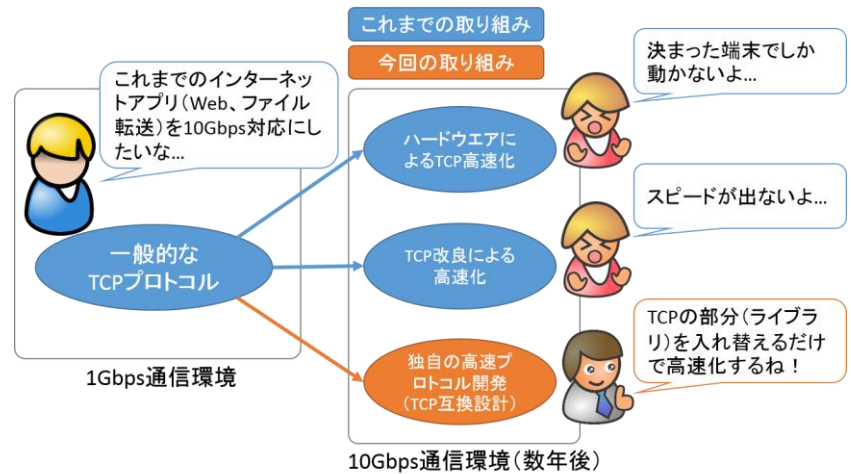 これまでの取り組み
今回の取り組み
これまでのインターネッ
トアプリ(Web、ファイル
転送)を10Gbps対応にし
たいな…
一般的な
TCPプロトコル
1Gbps通信環境
ハードウエアに
よるTCP高速化
TCP改良による
高速化
独自の高速プ
ロトコル開発
(TCP互換設計)
10Gbps通信環境(数年後)
決まった端末でしか
動かないよ…
スピードが出ないよ…
TCPの部分(ライブラ
リ)を入れ替えるだけ
で高速化するね!